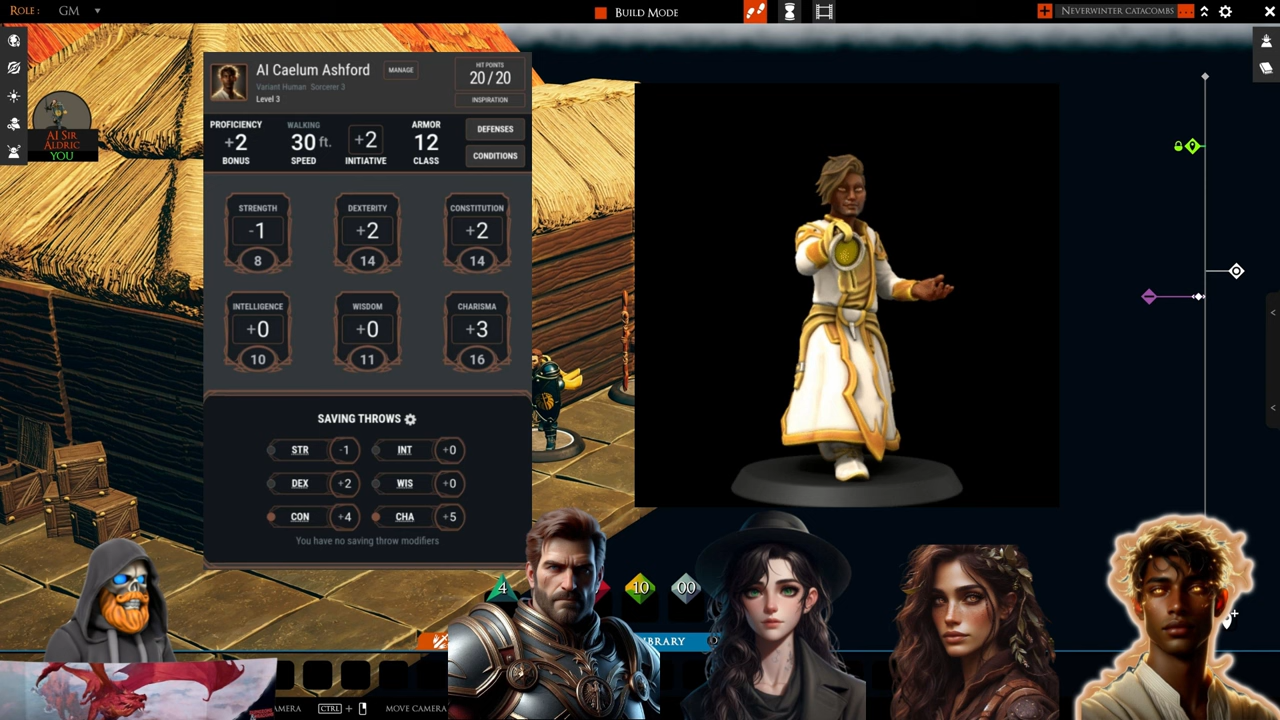 ROLE: GM
BUILD MODE
NEVERWINTER CATACOMBS
AI Caelum Ashford
MANAGE
Variant Human Sorcerer 3
Level 3
HIT POINTS
20/20
INSPIRATION
AI SIR
ALDRIC
YOU
PROFICIENCY
+2
BONUS
WALKING
30 ft.
SPEED
+2
INITIATIVE
ARMOR
12
CLASS
DEFENSES
CONDITIONS
STRENGTH
-1
8
DEXTERITY
+2
14
CONSTITUTION
+2
14
INTELLIGENCE
+0
10
WISDOM
+0
11
CHARISMA
+3
16
SAVING THROWS
STR -1
INT +0
DEX +2
WIS +0
CON +4
CHA +5
You have no saving throw modifiers
4
10
00
BRARY
AMERA
CTRL +
MOVE CAMERA